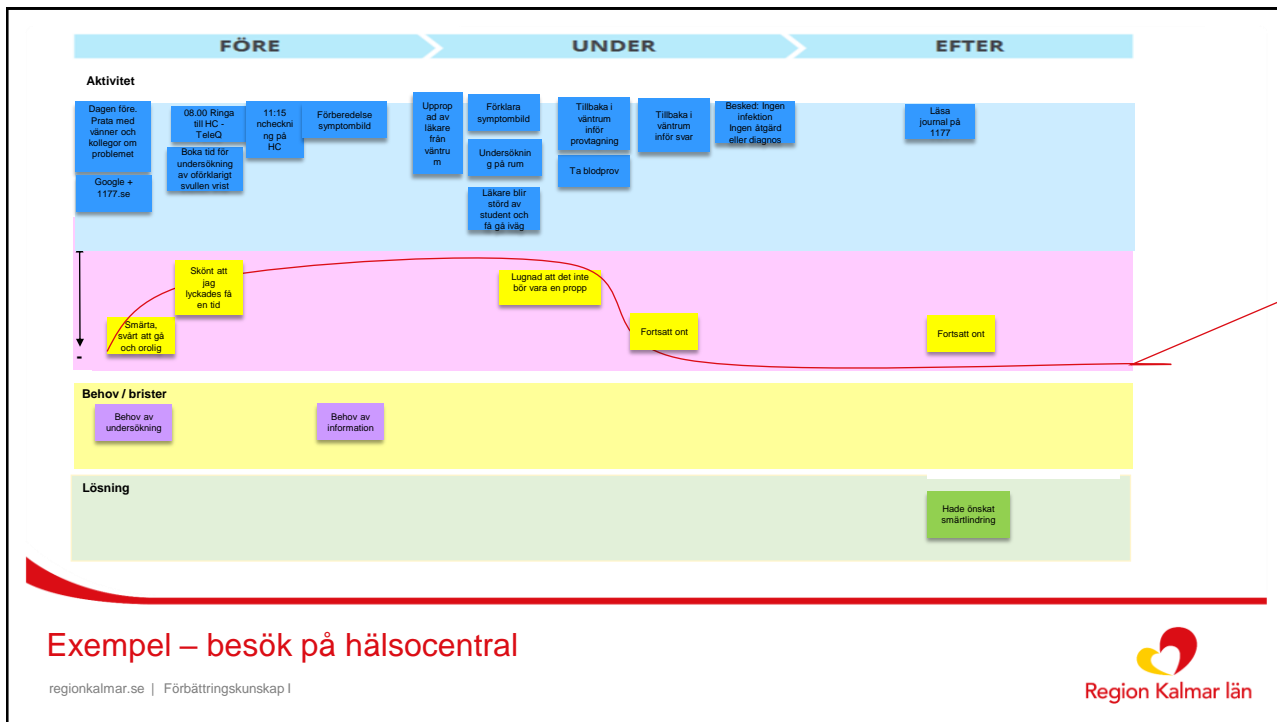 FÖRE
UNDER
EFTER
Aktivitet
Dagen före.
Prata med
vänner och
kollegor om
problemet
Google +
1177.se
08.00 Ringa
till HC -
TeleQ
Boka tid för
undersökning
av oförklarigt
svullen vrist
11:15
ncheckni
ng på
HC
Förberedelse
symptombild
Upprop
ad av
läkare
från
väntru
m
Förklara
symptombild
Undersöknin
g på rum
Läkare blir
störd av
student och
få gå iväg
Tillbaka i
väntrum
inför
provtagning
Ta blodprov
Tillbaka i
väntrum
inför svar
Besked: Ingen
infektion
Ingen åtgärd
eller diagnos
Läsa
journal på
1177
-
Smärta,
svårt att gå
och orolig
Skönt att
jag
lyckades få
en tid
Lugnad att det inte
bör vara en propp
Fortsatt ont
Fortsatt ont
Behov / brister
Behov av
undersökning
Behov av
information
Lösning
Hade önskat
smärtlindring
Exempel – besök på hälsocentral
regionkalmar.se | Förbättringskunskap I
Region Kalmar län